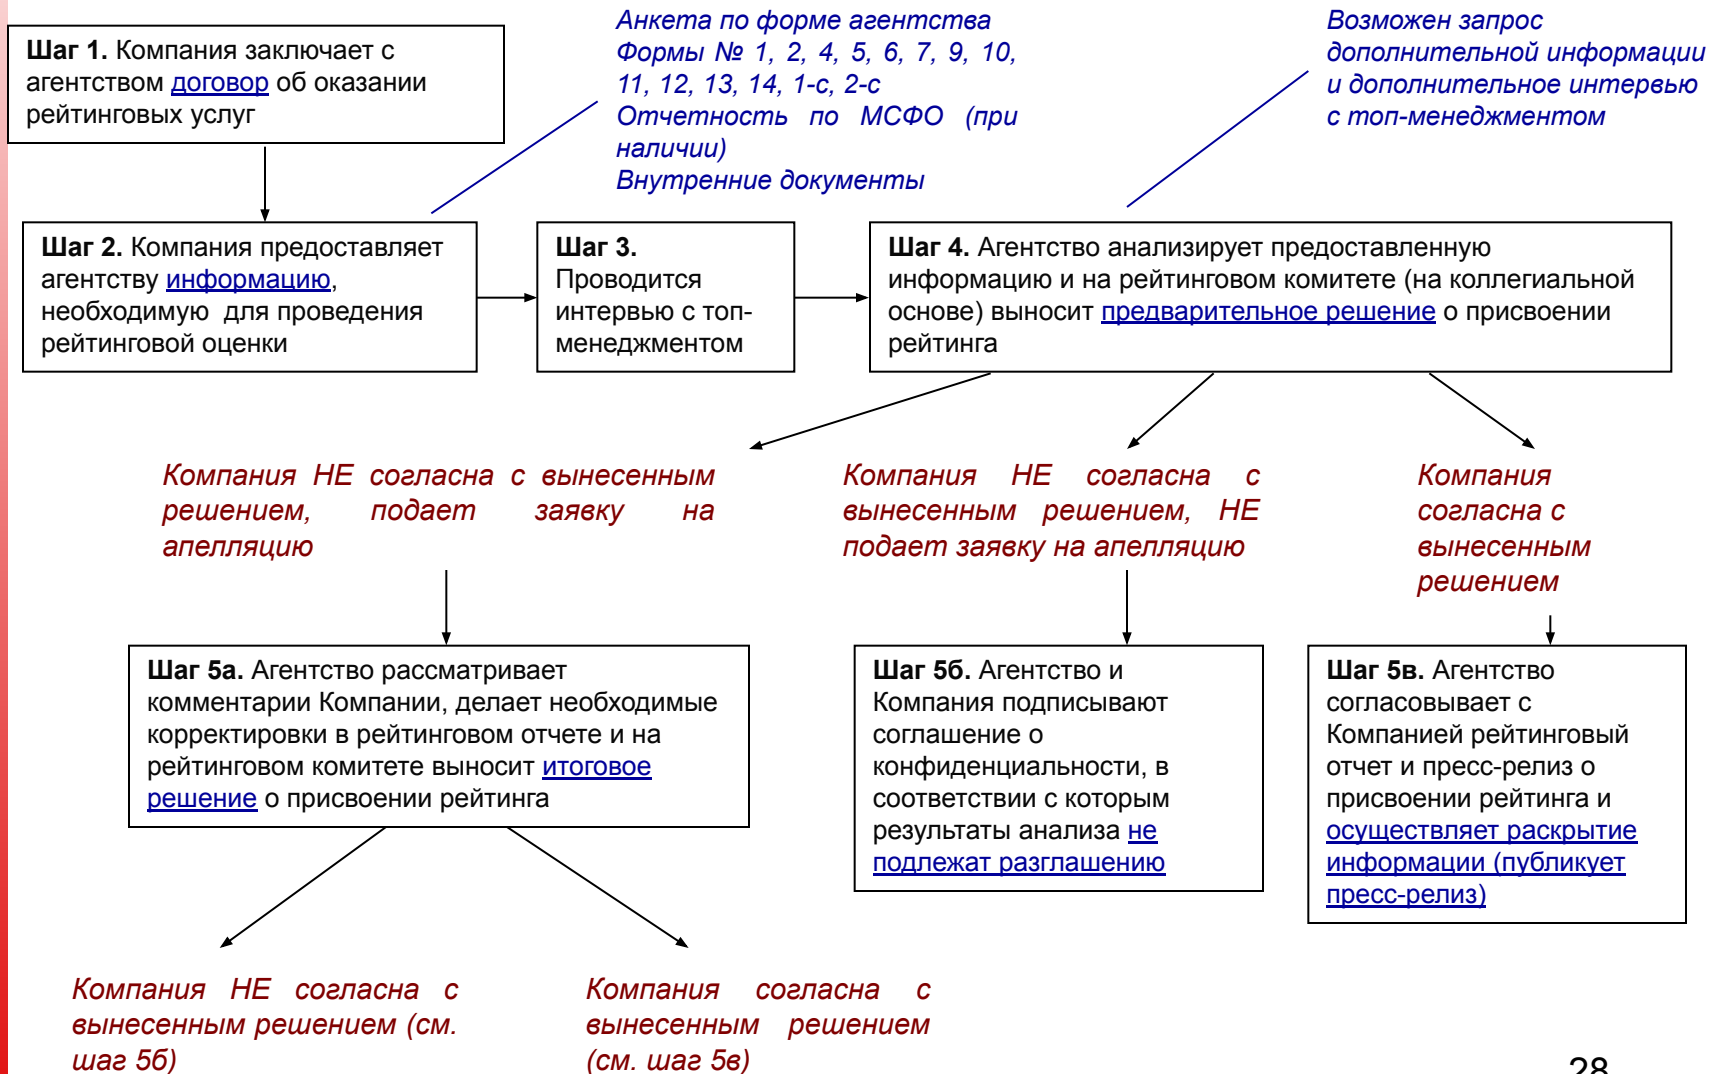 Шаг 1. Компания заключает с
агентством договор об оказании
рейтинговых услуг
Анкета по форме агентства
Формы № 1, 2, 4, 5, 6, 7, 9, 10,
11, 12, 13, 14, 1-с, 2-с
Отчетность по МСФО (при
наличии)
Внутренние документы
Возможен запрос
дополнительной информации
и дополнительное интервью
с топ-менеджментом
Шаг 2. Компания предоставляет
агентству информацию,
необходимую для проведения
рейтинговой оценки
Шаг 3.
Проводится
интервью с топ-
менеджментом
Шаг 4. Агентство анализирует предоставленную
информацию и на рейтинговом комитете (на коллегиальной
основе) выносит предварительное решение о присвоении
рейтинга
Компания НЕ согласна с вынесенным
решением, подает заявку на
апелляцию
Компания НЕ согласна с
вынесенным решением, НЕ
подает заявку на апелляцию
Компания
согласна с
вынесенным
решением
Шаг 5а. Агентство рассматривает
комментарии Компании, делает необходимые
корректировки в рейтинговом отчете и на
рейтинговом комитете выносит итоговое
решение о присвоении рейтинга
Шаг 5б. Агентство и
Компания подписывают
соглашение о
конфиденциальности, в
соответствии с которым
результаты анализа не
подлежат разглашению
Шаг 5в. Агентство
согласовывает с
Компанией рейтинговый
отчет и пресс-релиз о
присвоении рейтинга и
осуществляет раскрытие
информации (публикует
пресс-релиз)
Компания НЕ согласна с
вынесенным решением (см.
шаг 5б)
Компания согласна с
вынесенным решением
(см. шаг 5в)
28